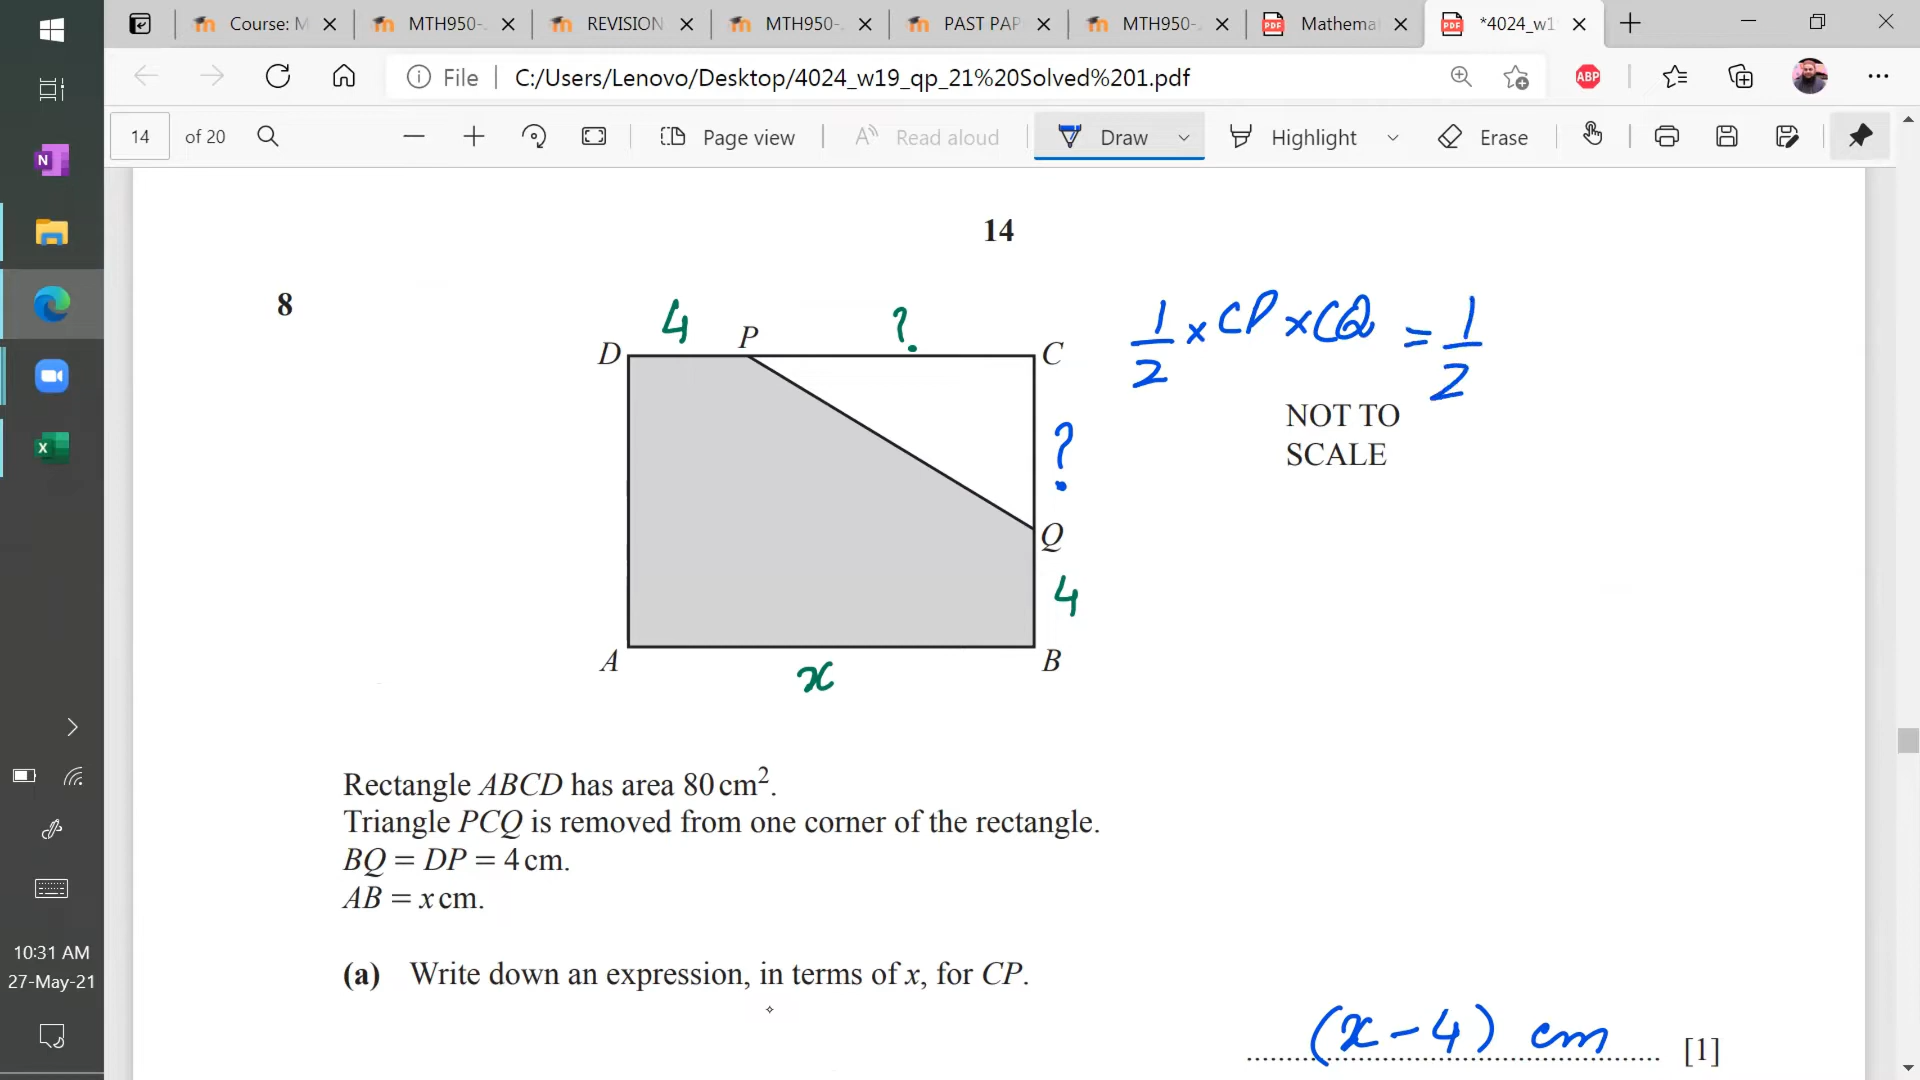 Course: M
MTH950-
REVISION
MTH950-
PAST PAP
MTH950-
Mathema
*4024_w1
File
C:/Users/Lenovo/Desktop/4024_w19_qp_21%20Solved%201.pdf
ABP
14 of 20
Page view
Read aloud
Draw
Highlight
Erase
14
8
4
?
D
P
C
1/2 × CP × CQ = 1/2
NOT TO
SCALE
?
Q
4
A
B
x
Rectangle ABCD has area 80 cm².
Triangle PCQ is removed from one corner of the rectangle.
BQ = DP = 4 cm.
AB = x cm.
(a) Write down an expression, in terms of x, for CP.
(x - 4) cm [1]
10:31 AM
27-May-21